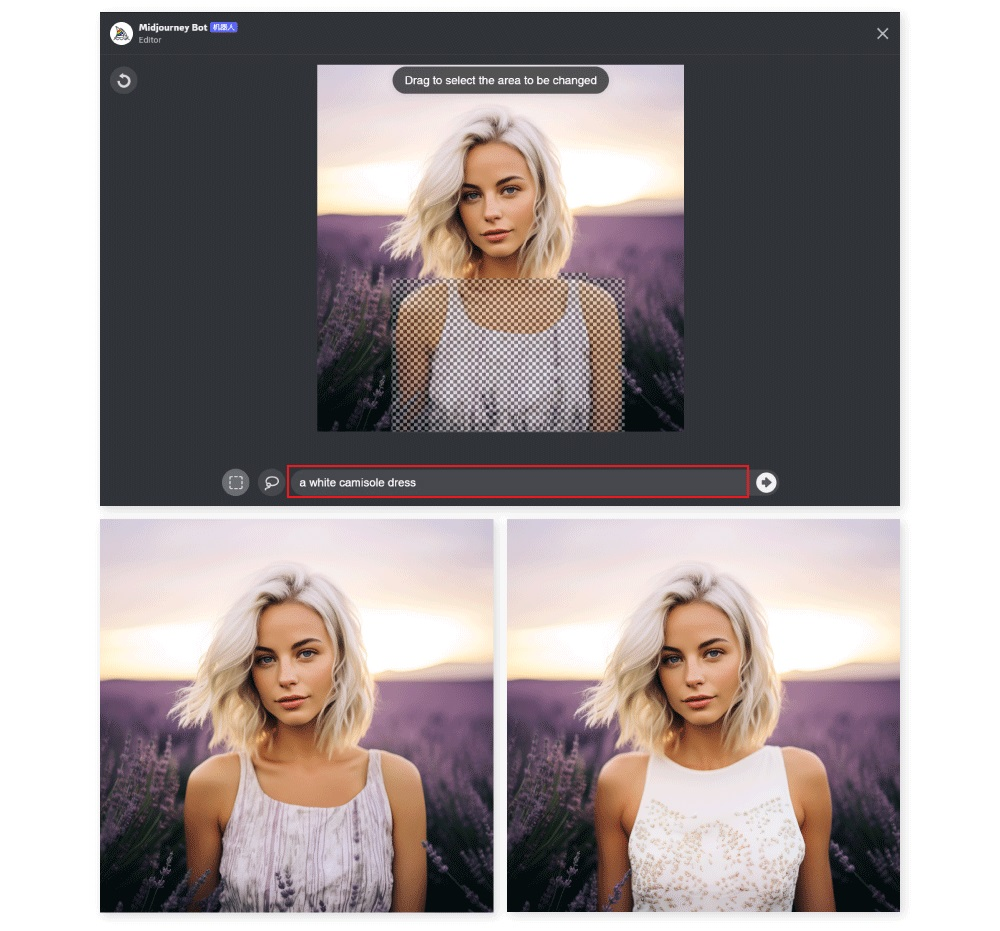 Midjourney Bot 机器人
Editor
Drag to select the area to be changed
a white camisole dress